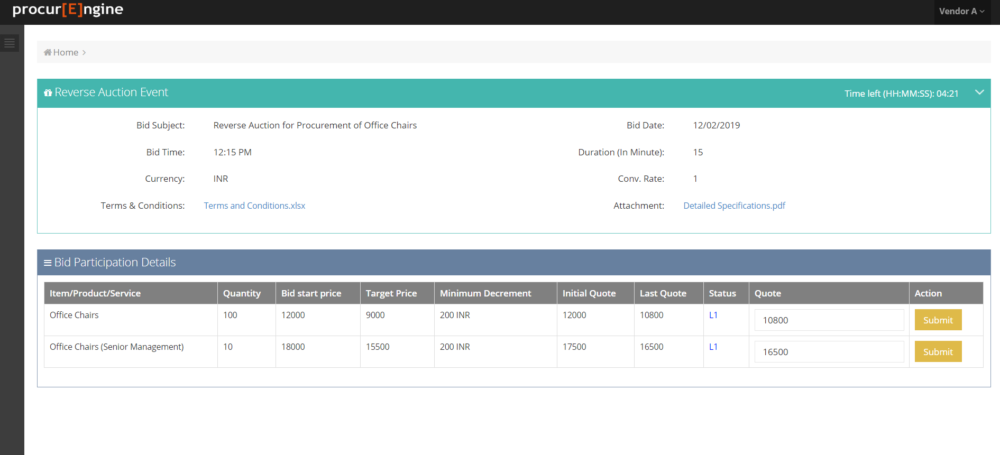 procur[E]ngine
Vendor A
Home
Reverse Auction Event Time left (HH:MM:SS): 04:21
Bid Subject: Reverse Auction for Procurement of Office Chairs Bid Date: 12/02/2019
Bid Time: 12:15 PM Duration (In Minute): 15
Currency: INR Conv. Rate: 1
Terms & Conditions: Terms and Conditions.xlsx Attachment: Detailed Specifications.pdf
Bid Participation Details
Item/Product/Service Quantity Bid start price Target Price Minimum Decrement Initial Quote Last Quote Status Quote Action
Office Chairs 100 12000 9000 200 INR 12000 10800 L1 10800 Submit
Office Chairs (Senior Management) 10 18000 15500 200 INR 17500 16500 L1 16500 Submit